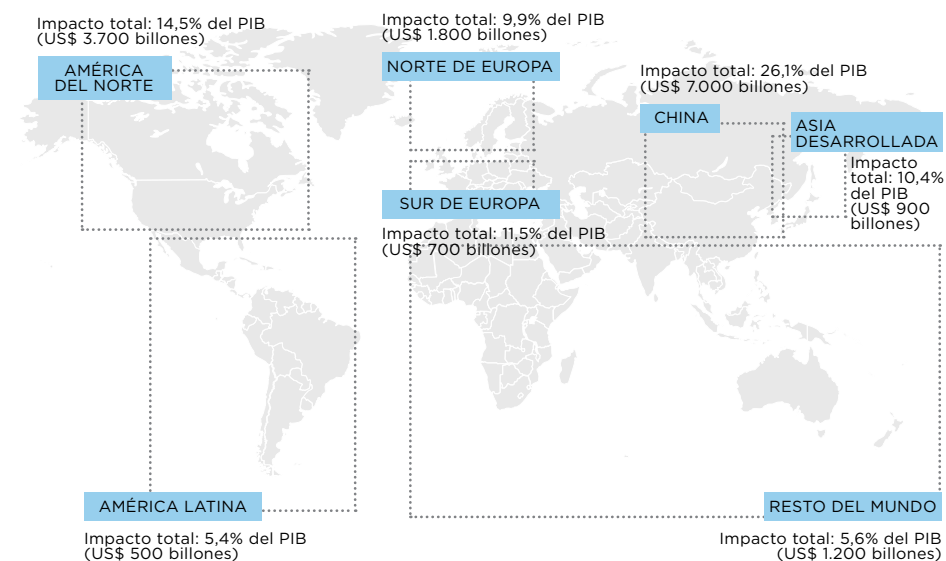 Impacto total: 14,5% del PIB
(US$ 3.700 billones)
AMÉRICA
DEL NORTE
Impacto total: 9,9% del PIB
(US$ 1.800 billones)
NORTE DE EUROPA
Impacto total: 26,1% del PIB
(US$ 7.000 billones)
CHINA
ASIA
DESARROLLADA
Impacto
total: 10,4%
del PIB
(US$ 900
billones)
SUR DE EUROPA
Impacto total: 11,5% del PIB
(US$ 700 billones)
AMÉRICA LATINA
Impacto total: 5,4% del PIB
(US$ 500 billones)
RESTO DEL MUNDO
Impacto total: 5,6% del PIB
(US$ 1.200 billones)